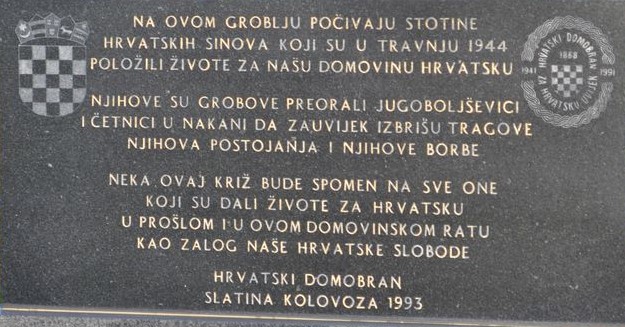 NA OVOM GROBLJU POČIVAJU STOTINE
HRVATSKIH SINOVA KOJI SU U TRAVNJU 1944
POLOŽILI ŽIVOTE ZA NAŠU DOMOVINU HRVATSKU
NJIHOVE SU GROBOVE PREORALI JUGOBOLJŠEVICI
I ČETNICI U NAKANI DA ZAUVIJEK IZBRIŠU TRAGOVE
NJIHOVA POSTOJANJA I NJIHOVE BORBE
NEKA OVAJ KRIŽ BUDE SPOMEN NA SVE ONE
KOJI SU DALI ŽIVOTE ZA HRVATSKU
U PROŠLOM I U OVOM DOMOVINSKOM RATU
KAO ZALOG NAŠE HRVATSKE SLOBODE
HRVATSKI DOMOBRAN
SLATINA KOLOVOZA 1993
HRVATSKI DOMOBRAN
1868
1941 1991
ZA HRVATSKU UVIJEK